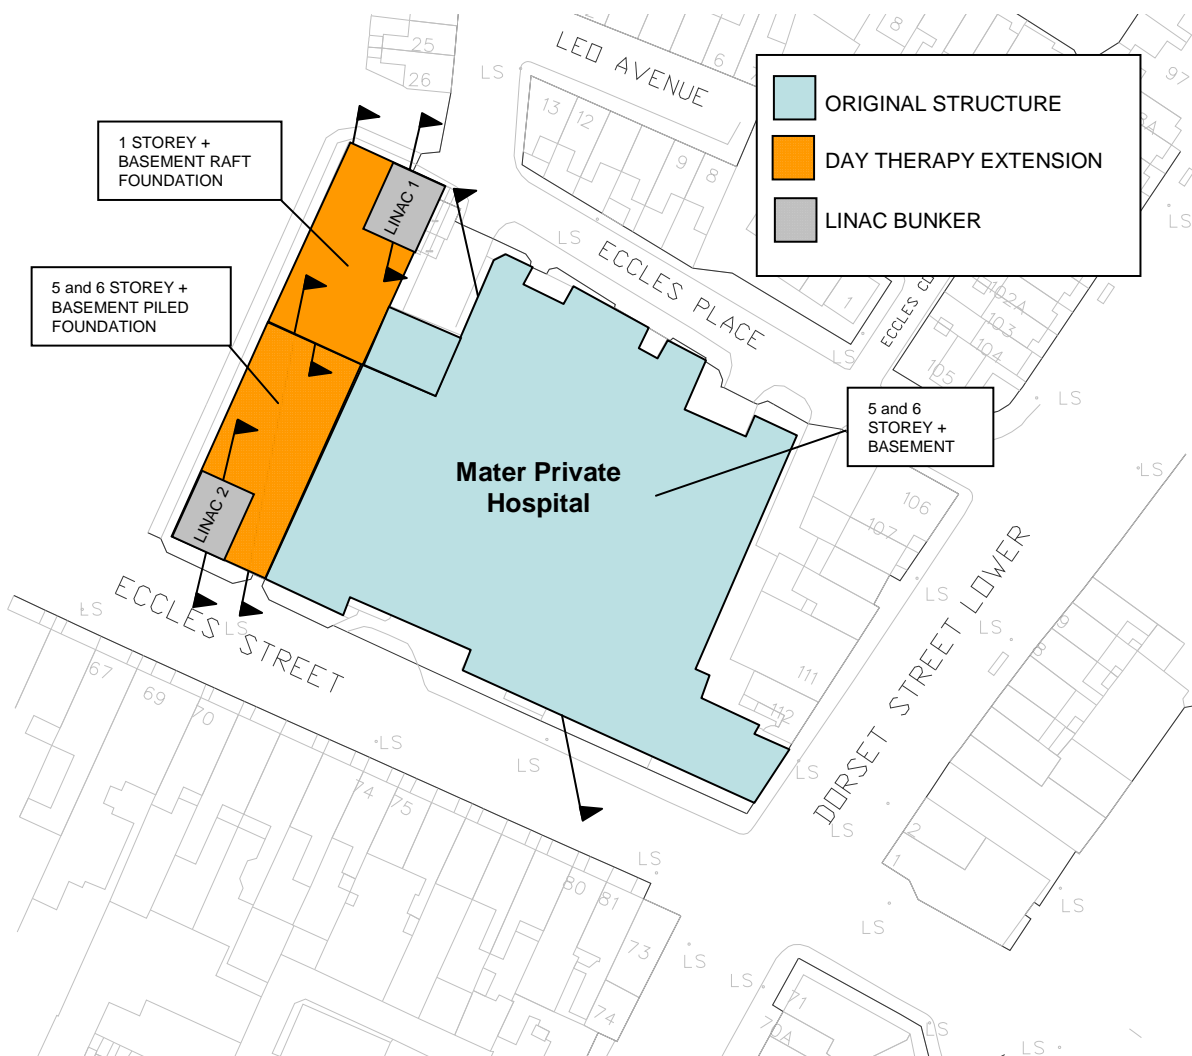 25
26
LS
LEO AVENUE
6
97
13
12
9
8
ORIGINAL STRUCTURE
DAY THERAPY EXTENSION
LINAC BUNKER
1 STOREY +
BASEMENT RAFT
FOUNDATION
LINAC 1
LS
LS
ECCLES PLACE
1
LS
5 and 6 STOREY +
BASEMENT PILED
FOUNDATION
102A
103
104
105
LS
5 and 6
STOREY +
BASEMENT
Mater Private
Hospital
LINAC 2
LS
106
107
LS
LS
ECCLES STREET
LS
LS
9
8
DORSET STREET LOWER
67
69
70
111
112
LS
LS
LS
74
75
LS
2
1
LS
80
81
73
74
LS
LS
LS
LS
71
70A
LS
LS